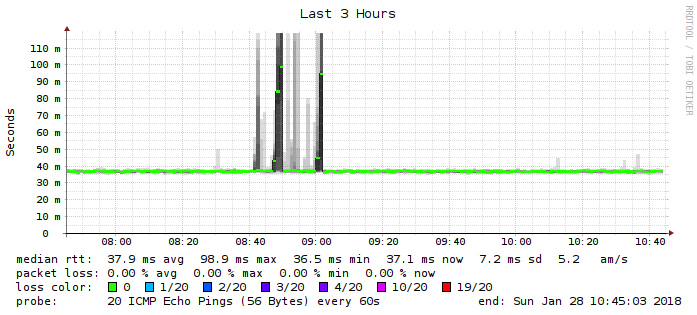 Last 3 Hours
RRDTOOL / TOBI OETIKER
Seconds
110 m
100 m
90 m
80 m
70 m
60 m
50 m
40 m
30 m
20 m
10 m
0
08:00 08:20 08:40 09:00 09:20 09:40 10:00 10:20 10:40
median rtt: 37.9 ms avg 98.9 ms max 36.5 ms min 37.1 ms now 7.2 ms sd 5.2 am/s
packet loss: 0.00 % avg 0.00 % max 0.00 % min 0.00 % now
loss color: 0 1/20 2/20 3/20 4/20 10/20 19/20
probe: 20 ICMP Echo Pings (56 Bytes) every 60s end: Sun Jan 28 10:45:03 2018